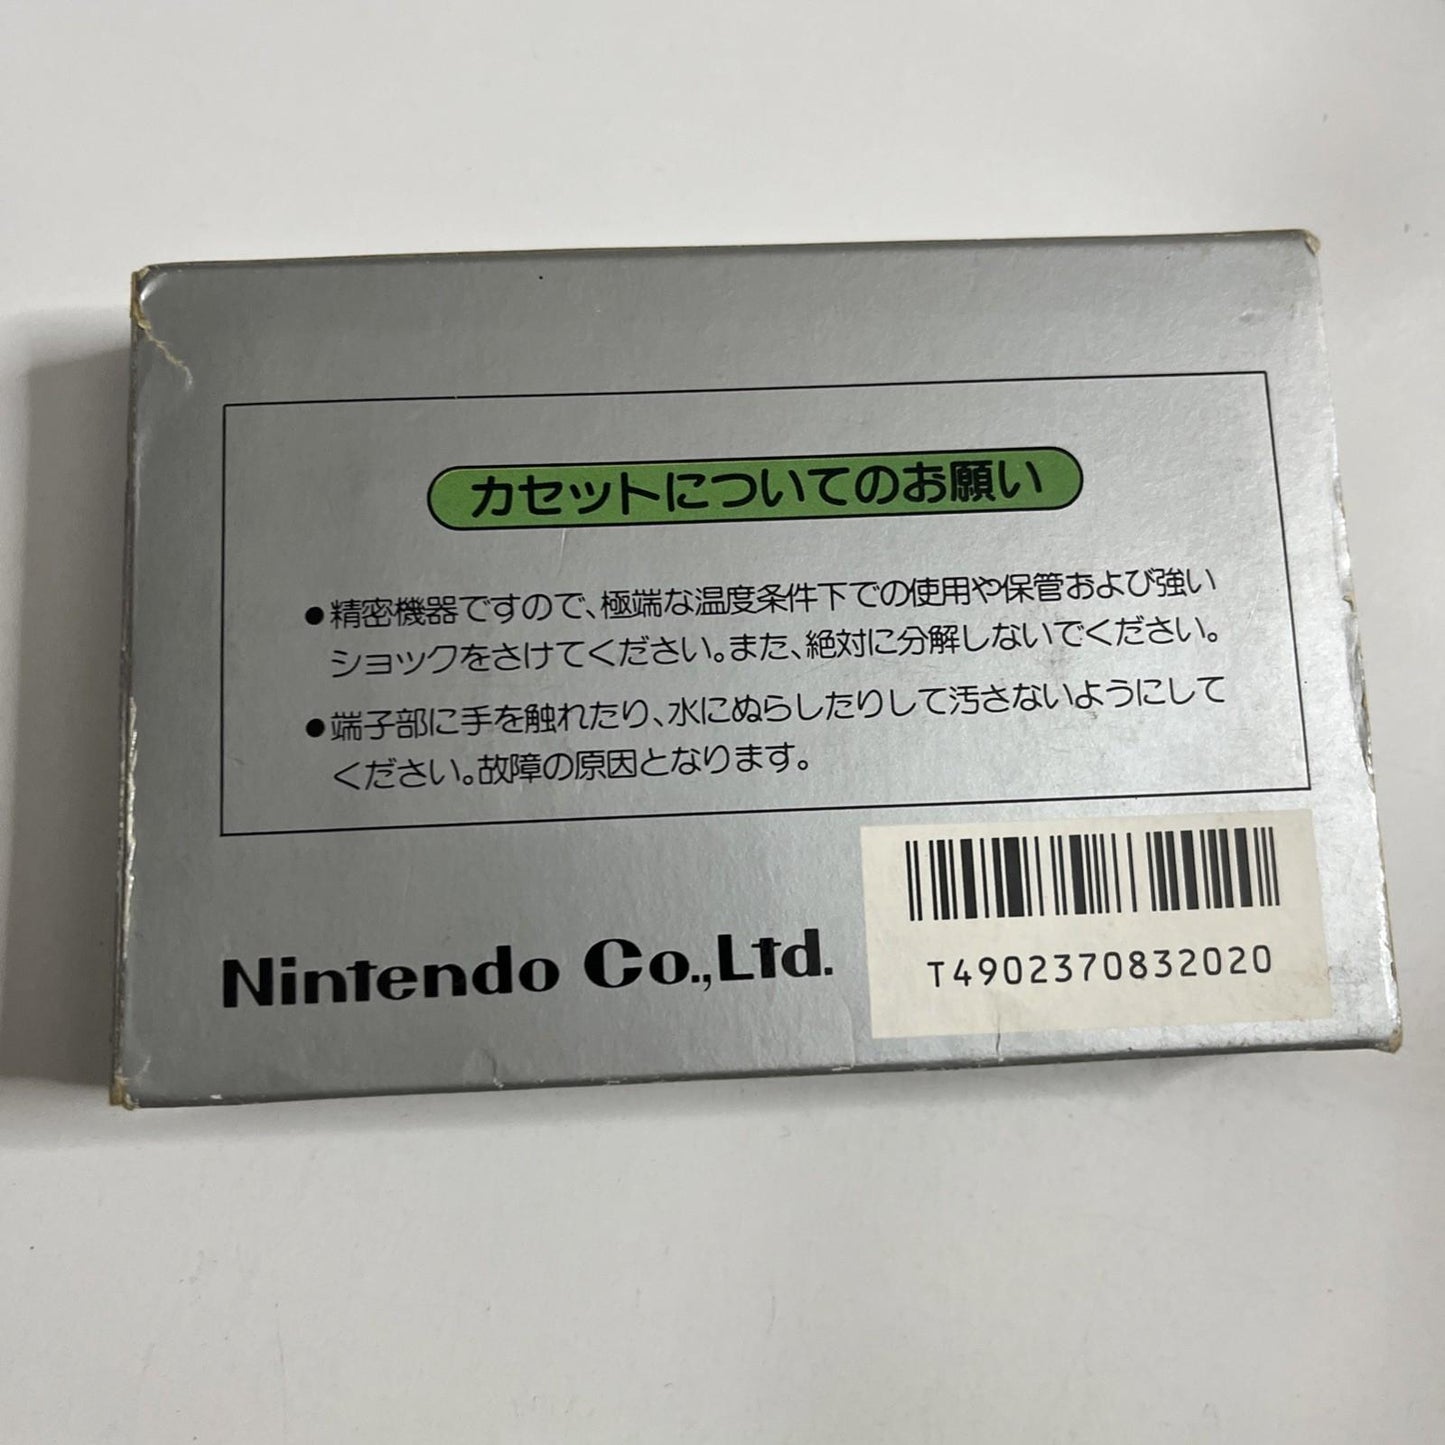 カセットについてのお願い
●精密機器ですので、極端な温度条件下での使用や保管および強い
ショックをさけてください。また、絶対に分解しないでください。
●端子部に手を触れたり、水にぬらしたりして汚さないようにして
ください。故障の原因となります。
Nintendo Co.,Ltd.
T4902370832020